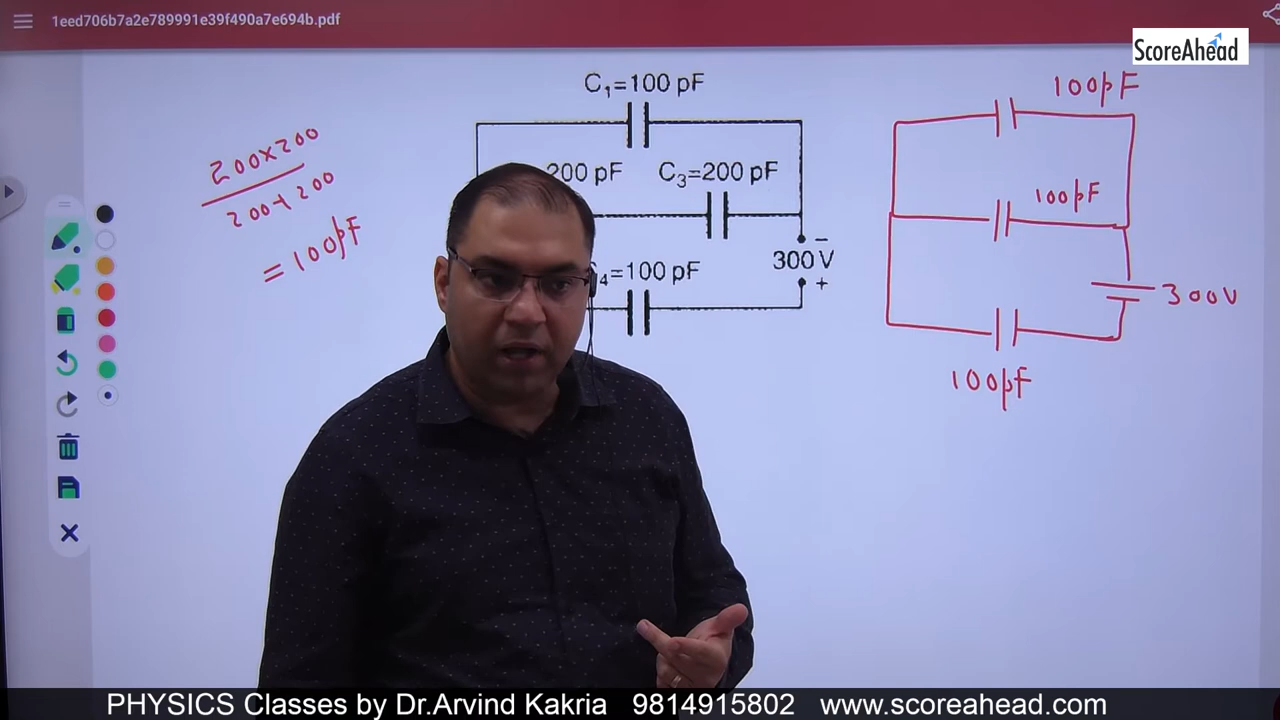 1eed706b7a2e789991e39f490a7e694b.pdf
ScoreAhead
C₁=100 pF
200 pF
C₃=200 pF
₄=100 pF
−
300 V
+
200×200
200+200
=100pF
100pF
100pF
300V
100pF
PHYSICS Classes by Dr.Arvind Kakria 9814915802 www.scoreahead.com